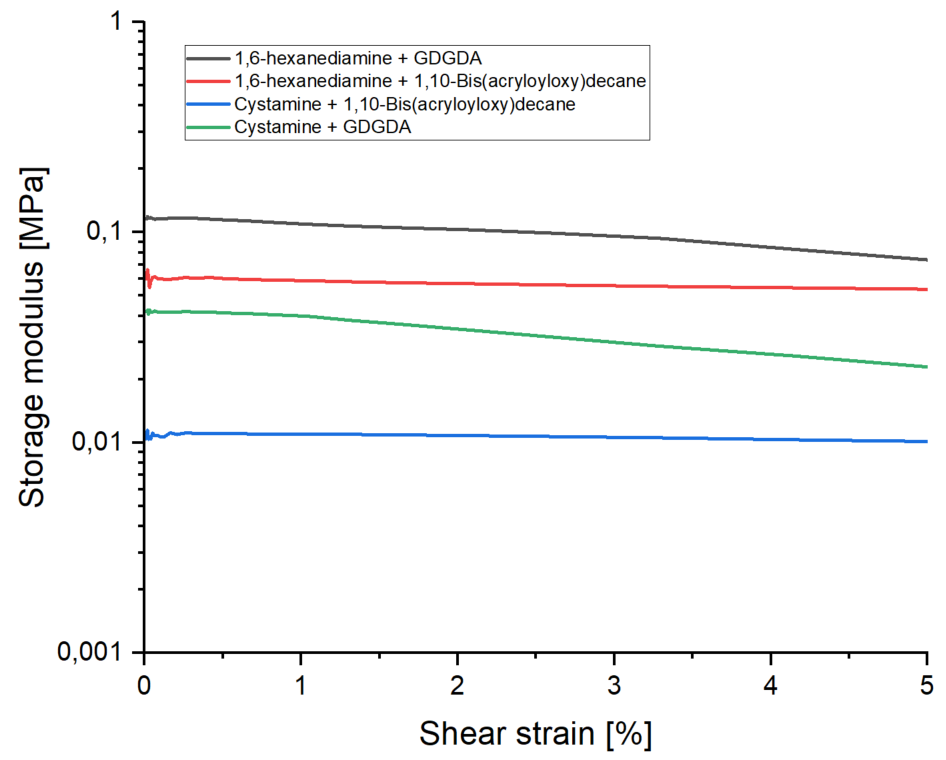 1
1,6-hexanediamine + GDGDA
1,6-hexanediamine + 1,10-Bis(acryloyloxy)decane
Cystamine + 1,10-Bis(acryloyloxy)decane
Cystamine + GDGDA
0,1
0,01
0,001
Storage modulus [MPa]
0 1 2 3 4 5
Shear strain [%]